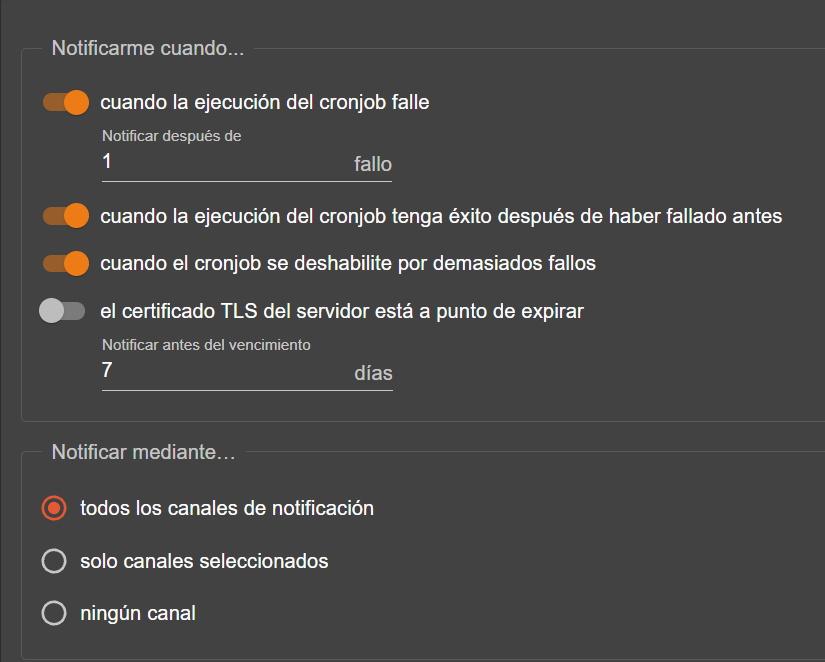 Notificarme cuando...
cuando la ejecución del cronjob falle
Notificar después de
1 fallo
cuando la ejecución del cronjob tenga éxito después de haber fallado antes
cuando el cronjob se deshabilite por demasiados fallos
el certificado TLS del servidor está a punto de expirar
Notificar antes del vencimiento
7 días
Notificar mediante…
todos los canales de notificación
solo canales seleccionados
ningún canal